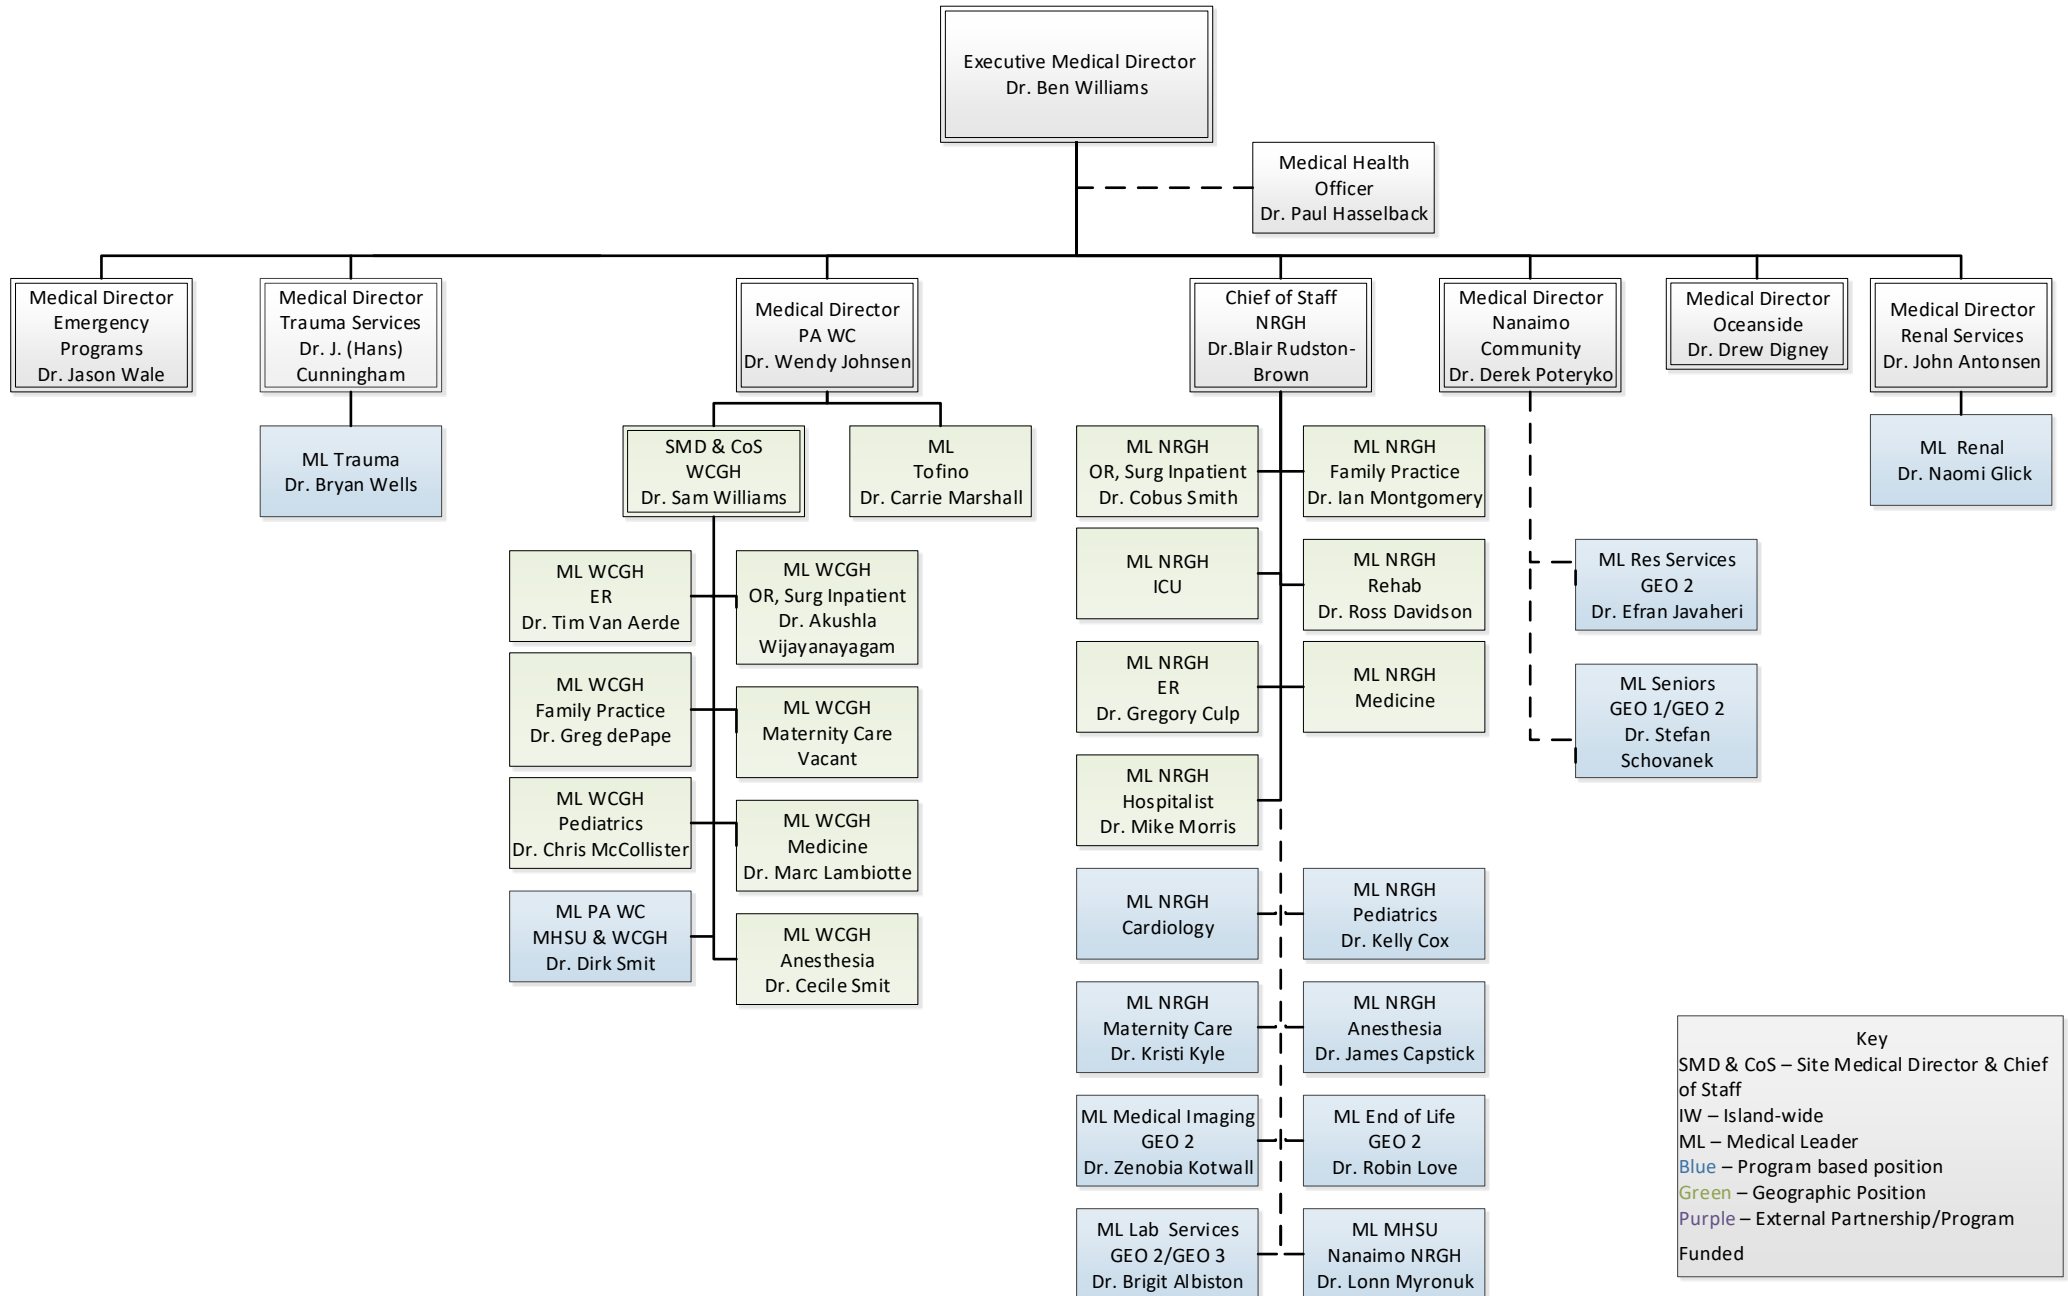 Executive Medical Director
Dr. Ben Williams
Medical Health
Officer
Dr. Paul Hasselback
Medical Director
Emergency
Programs
Dr. Jason Wale
Medical Director
Trauma Services
Dr. J. (Hans)
Cunningham
Medical Director
PA WC
Dr. Wendy Johnsen
Chief of Staff
NRGH
Dr.Blair Rudston-
Brown
Medical Director
Nanaimo
Community
Dr. Derek Poteryko
Medical Director
Oceanside
Dr. Drew Digney
Medical Director
Renal Services
Dr. John Antonsen
ML Trauma
Dr. Bryan Wells
SMD & CoS
WCGH
Dr. Sam Williams
ML
Tofino
Dr. Carrie Marshall
ML NRGH
OR, Surg Inpatient
Dr. Cobus Smith
ML NRGH
Family Practice
Dr. Ian Montgomery
ML Renal
Dr. Naomi Glick
ML WCGH
ER
Dr. Tim Van Aerde
ML WCGH
OR, Surg Inpatient
Dr. Akushla
Wijayanayagam
ML NRGH
ICU
ML NRGH
Rehab
Dr. Ross Davidson
ML Res Services
GEO 2
Dr. Efran Javaheri
ML WCGH
Family Practice
Dr. Greg dePape
ML WCGH
Maternity Care
Vacant
ML NRGH
ER
Dr. Gregory Culp
ML NRGH
Medicine
ML Seniors
GEO 1/GEO 2
Dr. Stefan
Schovanek
ML WCGH
Pediatrics
Dr. Chris McCollister
ML WCGH
Medicine
Dr. Marc Lambiotte
ML NRGH
Hospitalist
Dr. Mike Morris
ML PA WC
MHSU & WCGH
Dr. Dirk Smit
ML WCGH
Anesthesia
Dr. Cecile Smit
ML NRGH
Cardiology
ML NRGH
Pediatrics
Dr. Kelly Cox
ML NRGH
Maternity Care
Dr. Kristi Kyle
ML NRGH
Anesthesia
Dr. James Capstick
ML Medical Imaging
GEO 2
Dr. Zenobia Kotwall
ML End of Life
GEO 2
Dr. Robin Love
ML Lab Services
GEO 2/GEO 3
Dr. Brigit Albiston
ML MHSU
Nanaimo NRGH
Dr. Lonn Myronuk
Key
SMD & CoS – Site Medical Director & Chief
of Staff
IW – Island-wide
ML – Medical Leader
Blue – Program based position
Green – Geographic Position
Purple – External Partnership/Program
Funded